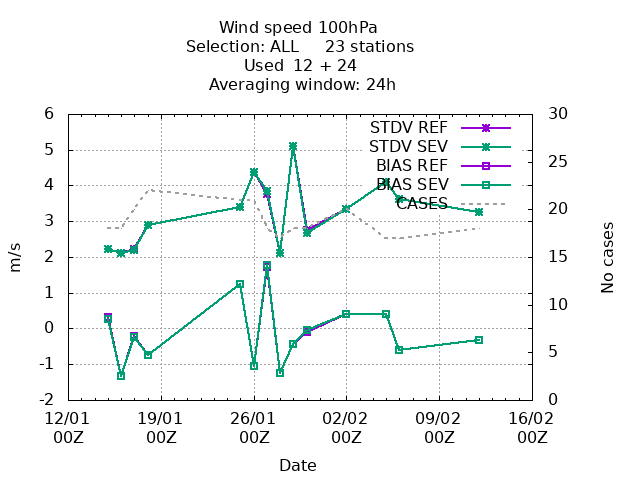 Wind speed 100hPa
Selection: ALL 23 stations
Used 12 + 24
Averaging window: 24h
STDV REF
STDV SEV
BIAS REF
BIAS SEV
CASES
6
5
4
3
2
1
0
-1
-2
m/s
30
25
20
15
10
5
0
No cases
12/01 19/01 26/01 02/02 09/02 16/02
00Z 00Z 00Z 00Z 00Z 00Z
Date